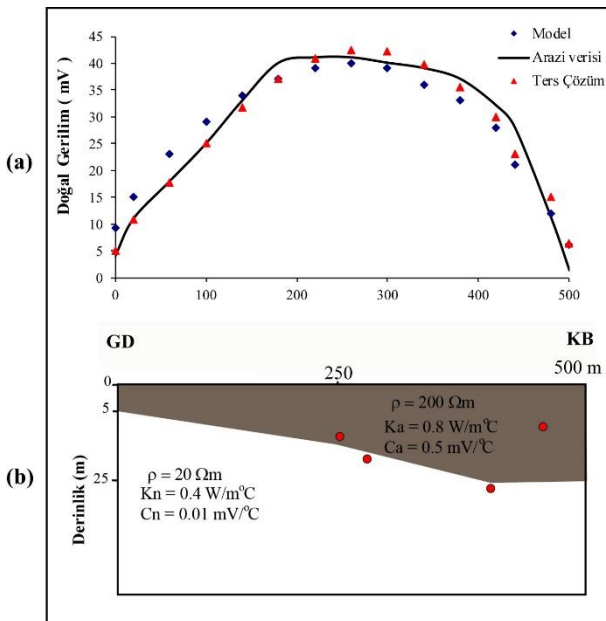 (a)
Doğal Gerilim ( mV )
45
40
35
30
25
20
15
10
5
0
0
100
200
300
400
500
Model
Arazi verisi
Ters Çözüm
GD
KB
250
500 m
(b)
Derinlik (m)
0
5
25
ρ = 200 Ωm
Ka = 0.8 W/m°C
Ca = 0.5 mV/°C
ρ = 20 Ωm
Kn = 0.4 W/m°C
Cn = 0.01 mV/°C